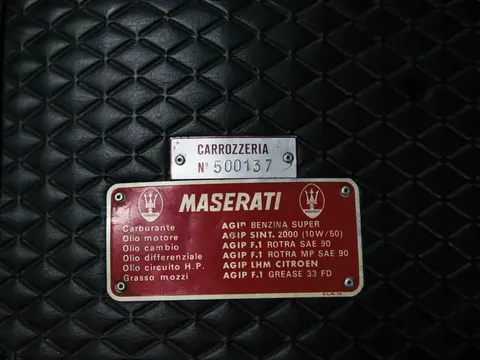 CARROZZERIA
Nº 500137
MASERATI
Carburante AGIP BENZINA SUPER
Olio motore AGIP SINT. 2000 (10W/50)
Olio cambio AGIP F.1 ROTRA SAE 90
Olio differenziale AGIP F.1 ROTRA MP SAE 90
Olio circuito H.P. AGIP LHM CITROEN
Grasso mozzi AGIP F.1 GREASE 33 FD